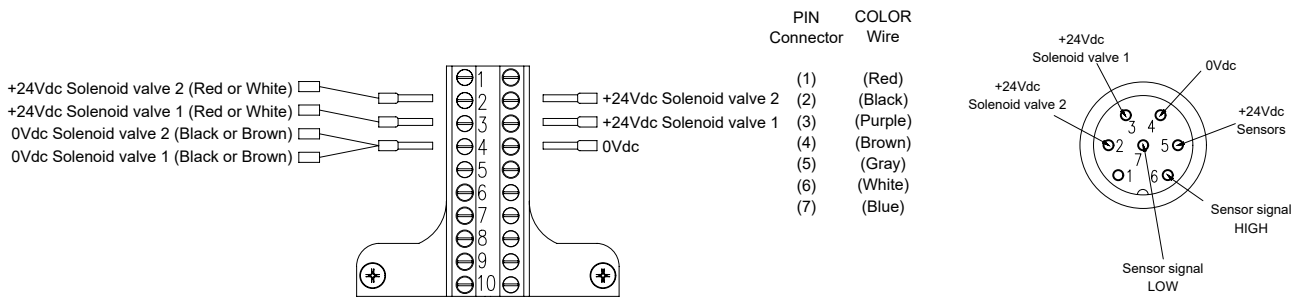 +24Vdc Solenoid valve 2 (Red or White)
+24Vdc Solenoid valve 1 (Red or White)
0Vdc Solenoid valve 2 (Black or Brown)
0Vdc Solenoid valve 1 (Black or Brown)
1
2
3
4
5
6
7
8
9
10
+24Vdc Solenoid valve 2
+24Vdc Solenoid valve 1
0Vdc
PIN COLOR
Connector Wire
(1) (Red)
(2) (Black)
(3) (Purple)
(4) (Brown)
(5) (Gray)
(6) (White)
(7) (Blue)
+24Vdc
Solenoid valve 1
0Vdc
+24Vdc
Solenoid valve 2
+24Vdc
Sensors
3 4
2 5
7
1 6
Sensor signal
HIGH
Sensor signal
LOW